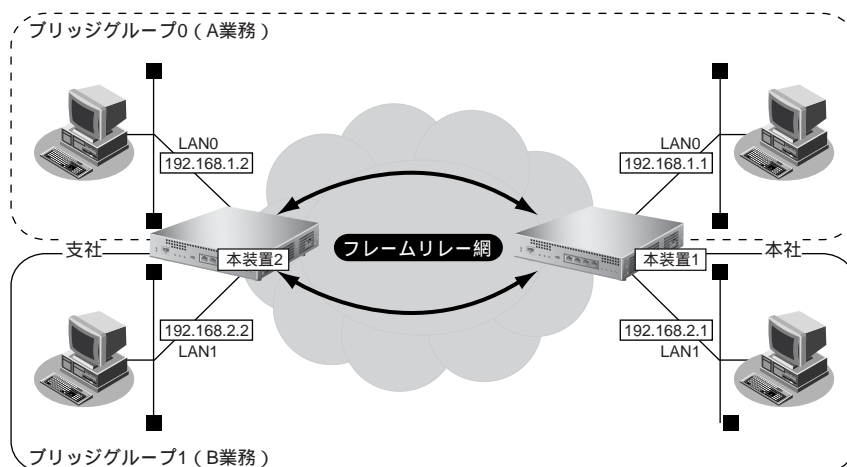 ブリッジグループ0（A業務）
LAN0
192.168.1.2
LAN0
192.168.1.1
フレームリレー網
支社
本装置2
本装置1
本社
192.168.2.2
LAN1
192.168.2.1
LAN1
ブリッジグループ1（B業務）